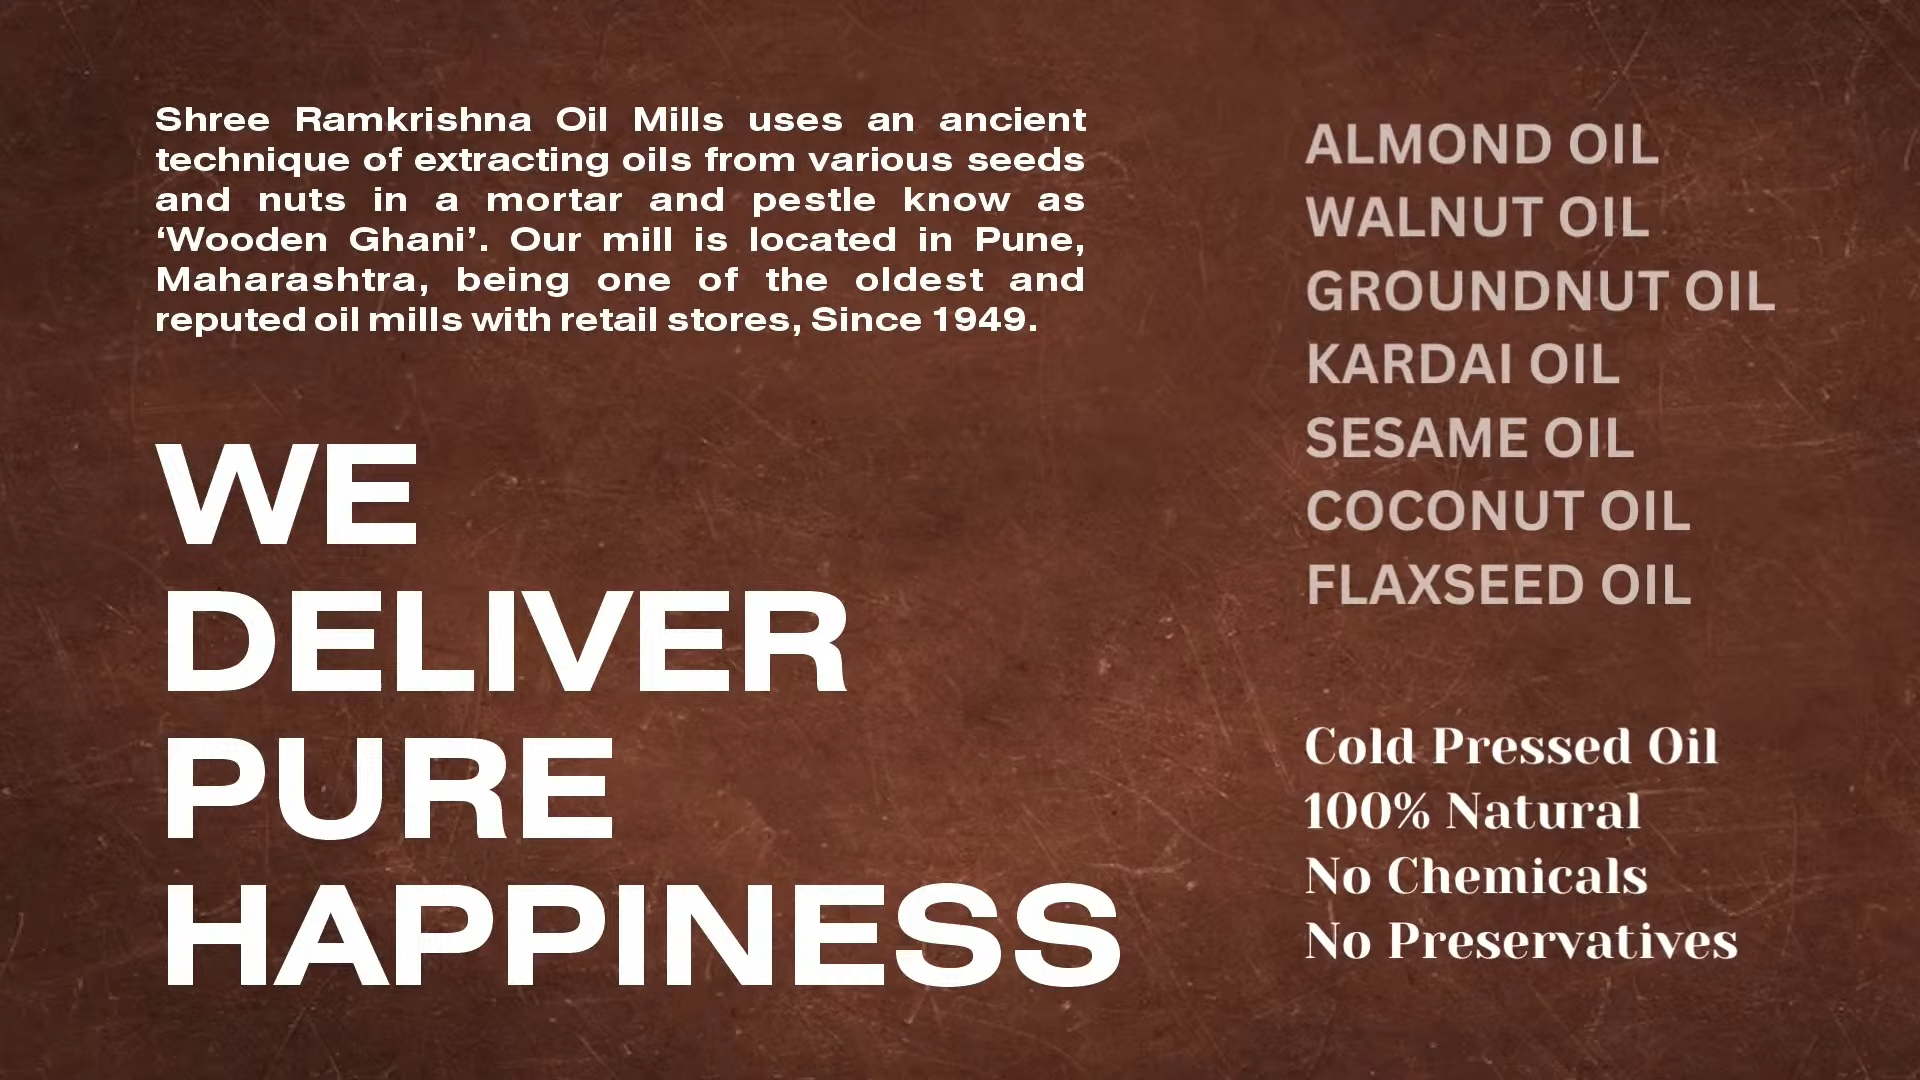 Shree Ramkrishna Oil Mills uses an ancient
technique of extracting oils from various seeds
and nuts in a mortar and pestle know as
‘Wooden Ghani’. Our mill is located in Pune,
Maharashtra, being one of the oldest and
reputed oil mills with retail stores, Since 1949.
WE
DELIVER
PURE
HAPPINESS
ALMOND OIL
WALNUT OIL
GROUNDNUT OIL
KARDAI OIL
SESAME OIL
COCONUT OIL
FLAXSEED OIL
Cold Pressed Oil
100% Natural
No Chemicals
No Preservatives